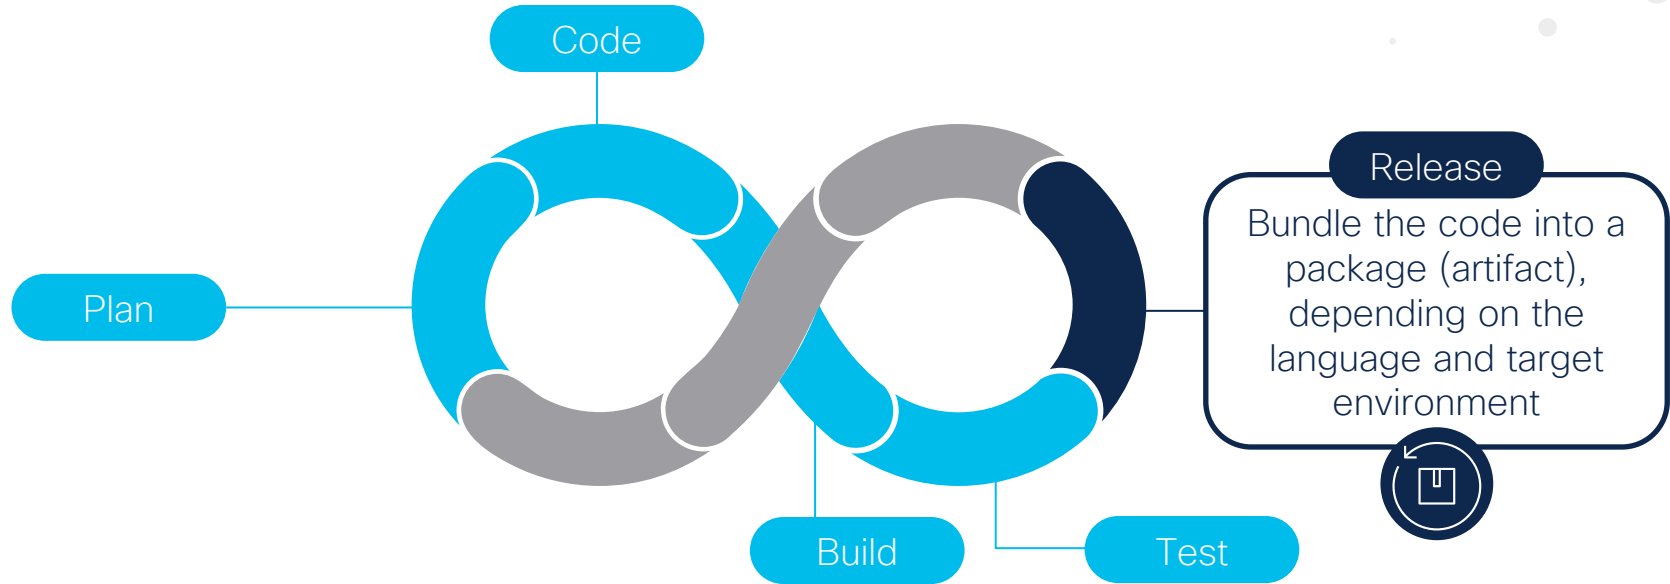 Code
Plan
Release
Bundle the code into a
package (artifact),
depending on the
language and target
environment
Build
Test